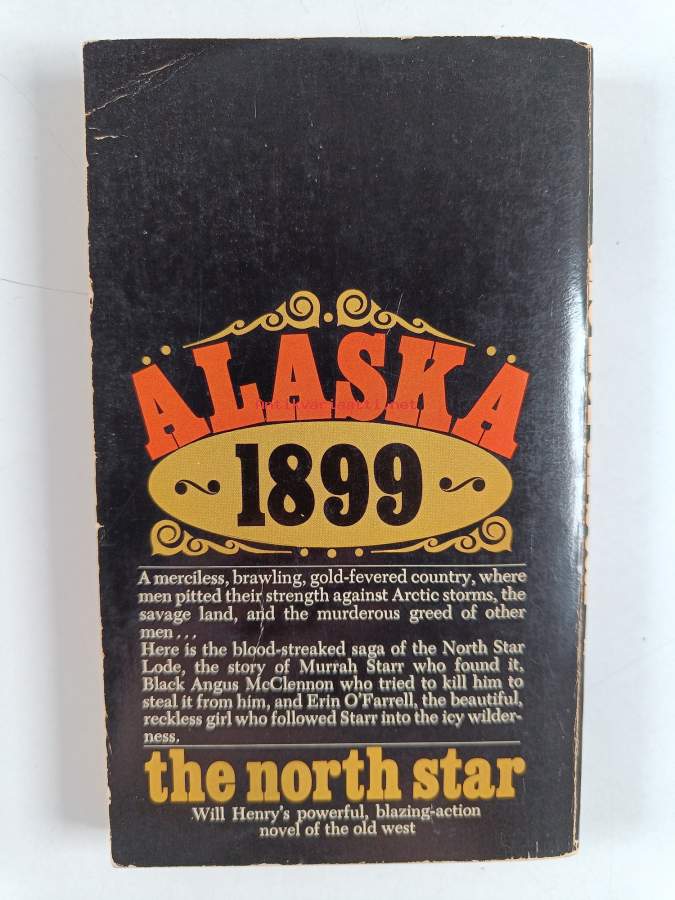 ALASKA
Antikvariaatti.net
1899
A merciless, brawling, gold-fevered country, where
men pitted their strength against Arctic storms, the
savage land, and the murderous greed of other
men...
Here is the blood-streaked saga of the North Star
Lode, the story of Murrah Starr who found it,
Black Angus McClennon who tried to kill him to
steal it from him, and Erin O'Farrell, the beautiful,
reckless girl who followed Starr into the icy wilder-
ness.
the north star
Will Henry's powerful, blazing-action
novel of the old west